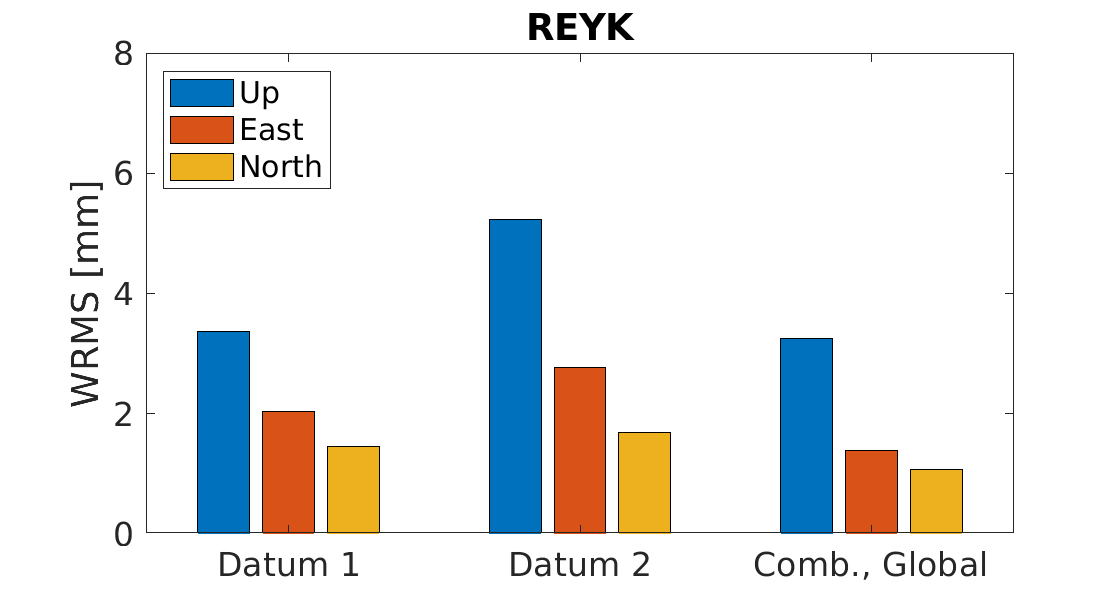 REYK
8
6
4
2
0
WRMS [mm]
Up
East
North
Datum 1
Datum 2
Comb., Global